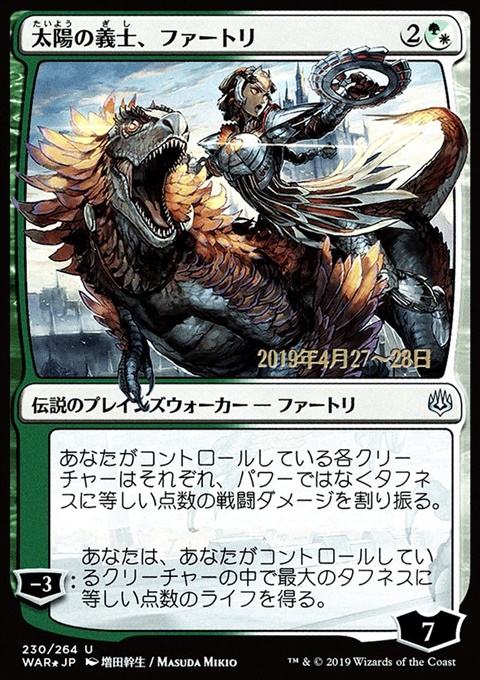 たいよう ぎし
太陽の義士、ファートリ 2
2019年4月27~28日
伝説のプレインズウォーカー — ファートリ
あなたがコントロールしている各クリー
チャーはそれぞれ、パワーではなくタフネ
スに等しい点数の戦闘ダメージを割り振る。
あなたは、あなたがコントロールして
-3 : いるクリーチャーの中で最大のタフネスに
等しい点数のライフを得る。
7
230/264 U
WAR★JP 増田幹生/MASUDA MIKIO
™ & © 2019 Wizards of the Coast